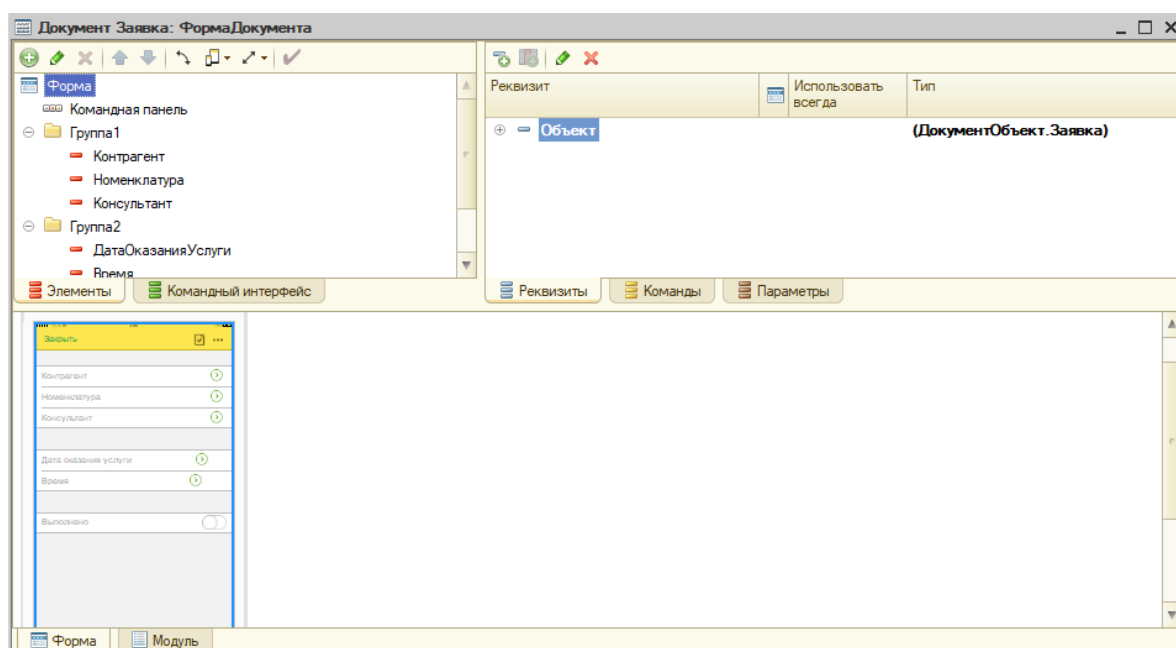 Документ Заявка: ФормаДокумента
Форма
Командная панель
Группа1
Контрагент
Номенклатура
Консультант
Группа2
ДатаОказанияУслуги
Время
Элементы
Командный интерфейс
Реквизит
Использовать всегда
Тип
Объект
(ДокументОбъект.Заявка)
Реквизиты
Команды
Параметры
Закрыть
Контрагент
Номенклатура
Консультант
Дата оказания услуги
Время
Выполнено
Форма
Модуль